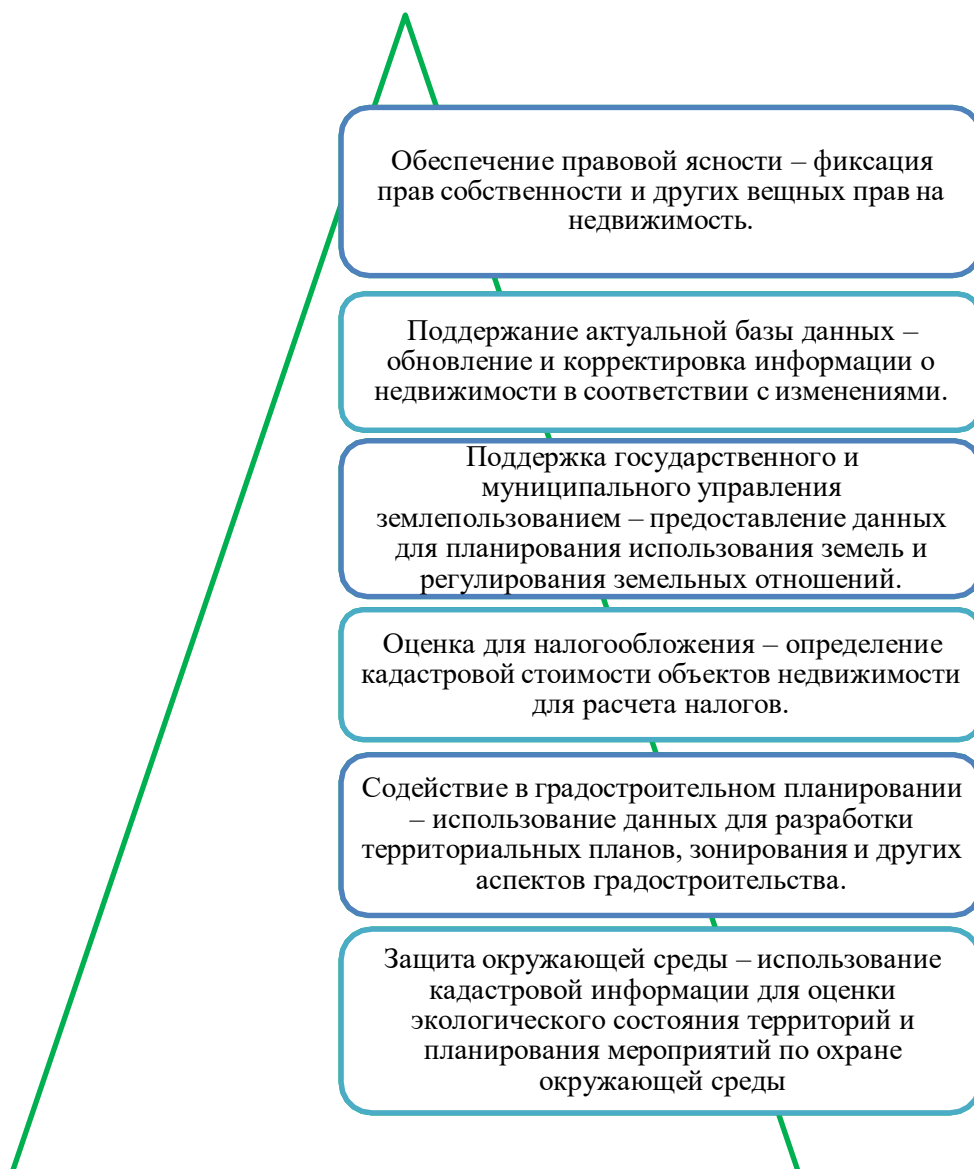 Обеспечение правовой ясности – фиксация
прав собственности и других вещных прав на
недвижимость.
Поддержание актуальной базы данных –
обновление и корректировка информации о
недвижимости в соответствии с изменениями.
Поддержка государственного и
муниципального управления
землепользованием – предоставление данных
для планирования использования земель и
регулирования земельных отношений.
Оценка для налогообложения – определение
кадастровой стоимости объектов недвижимости
для расчета налогов.
Содействие в градостроительном планировании
– использование данных для разработки
территориальных планов, зонирования и других
аспектов градостроительства.
Защита окружающей среды – использование
кадастровой информации для оценки
экологического состояния территорий и
планирования мероприятий по охране
окружающей среды